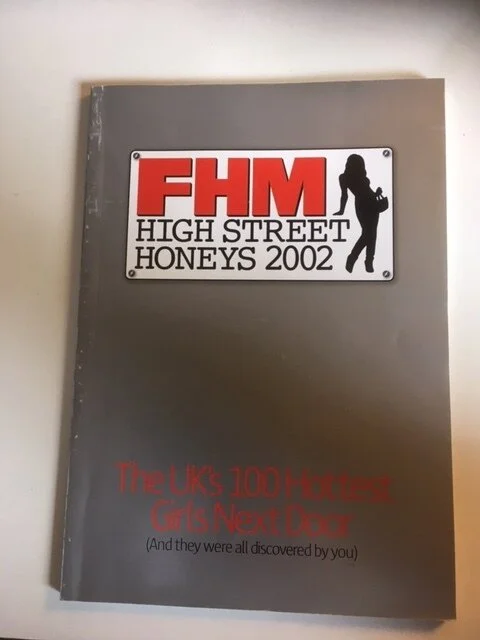 FHM
HIGH STREET
HONEYS 2002
The UK's 100 Hottest
Girls Next Door
(And they were all discovered by you)